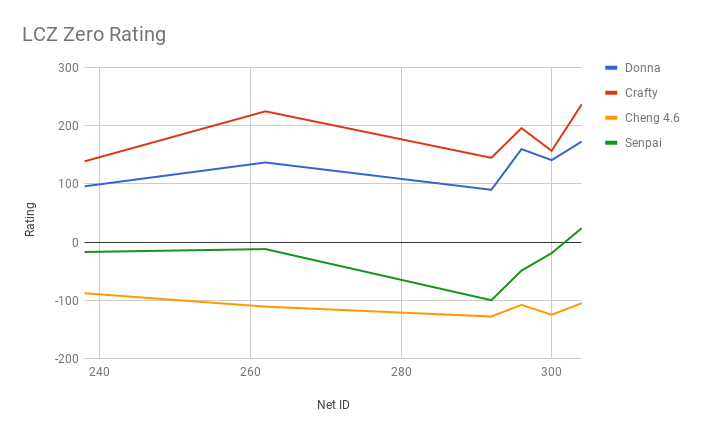 LCZ Zero Rating
300
200
100
0
-100
-200
Rating
240
260
280
300
Net ID
Donna
Crafty
Cheng 4.6
Senpai